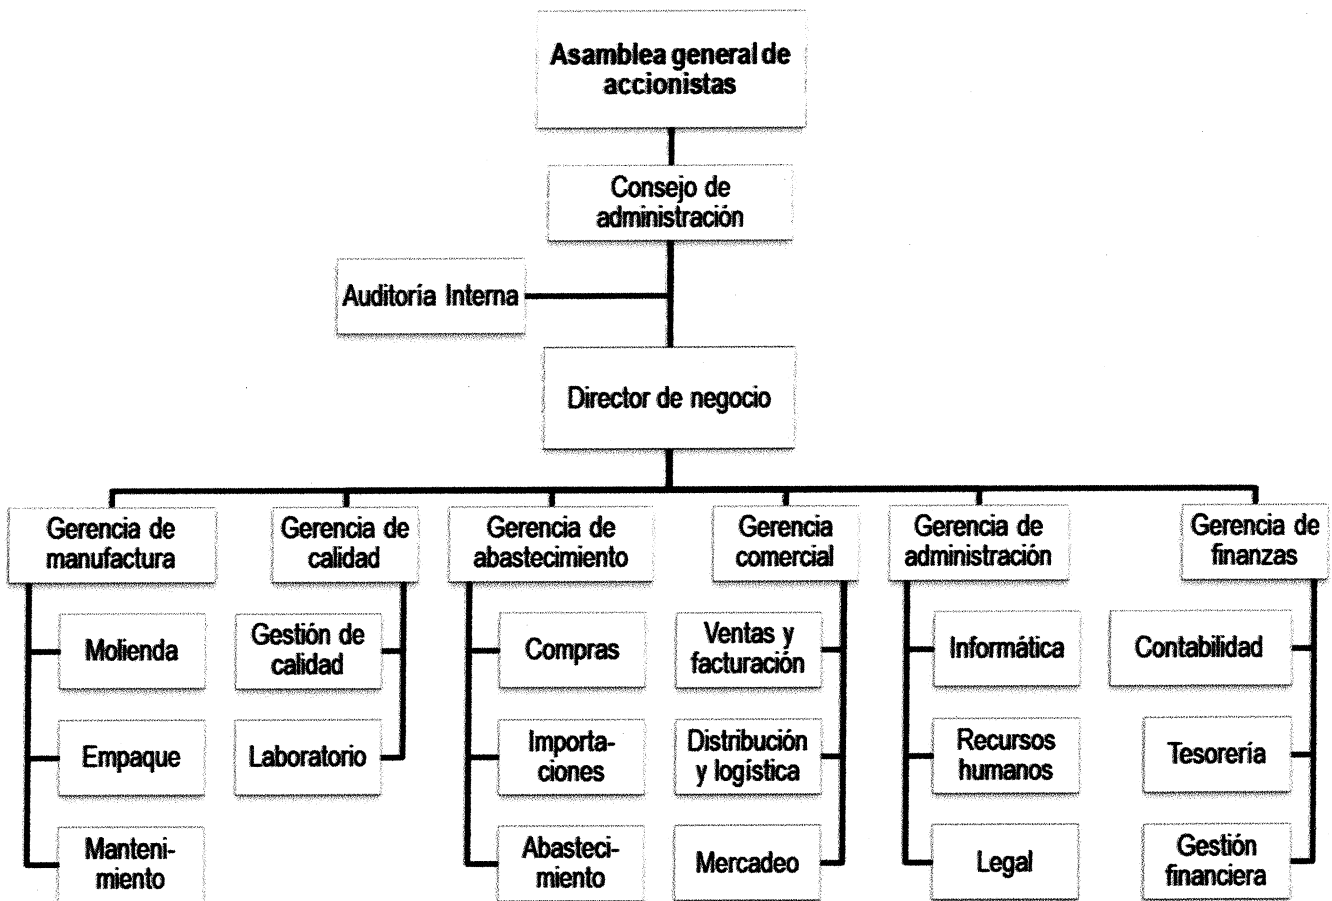 Asamblea general de
accionistas
Consejo de
administración
Auditoría Interna
Director de negocio
Gerencia de
manufactura
Gerencia de
calidad
Gerencia de
abastecimiento
Gerencia
comercial
Gerencia de
administración
Gerencia de
finanzas
Molienda
Gestión de
calidad
Compras
Ventas y
facturación
Informática
Contabilidad
Empaque
Laboratorio
Importa-
ciones
Distribución
y logística
Recursos
humanos
Tesorería
Manteni-
miento
Abasteci-
miento
Mercadeo
Legal
Gestión
financiera